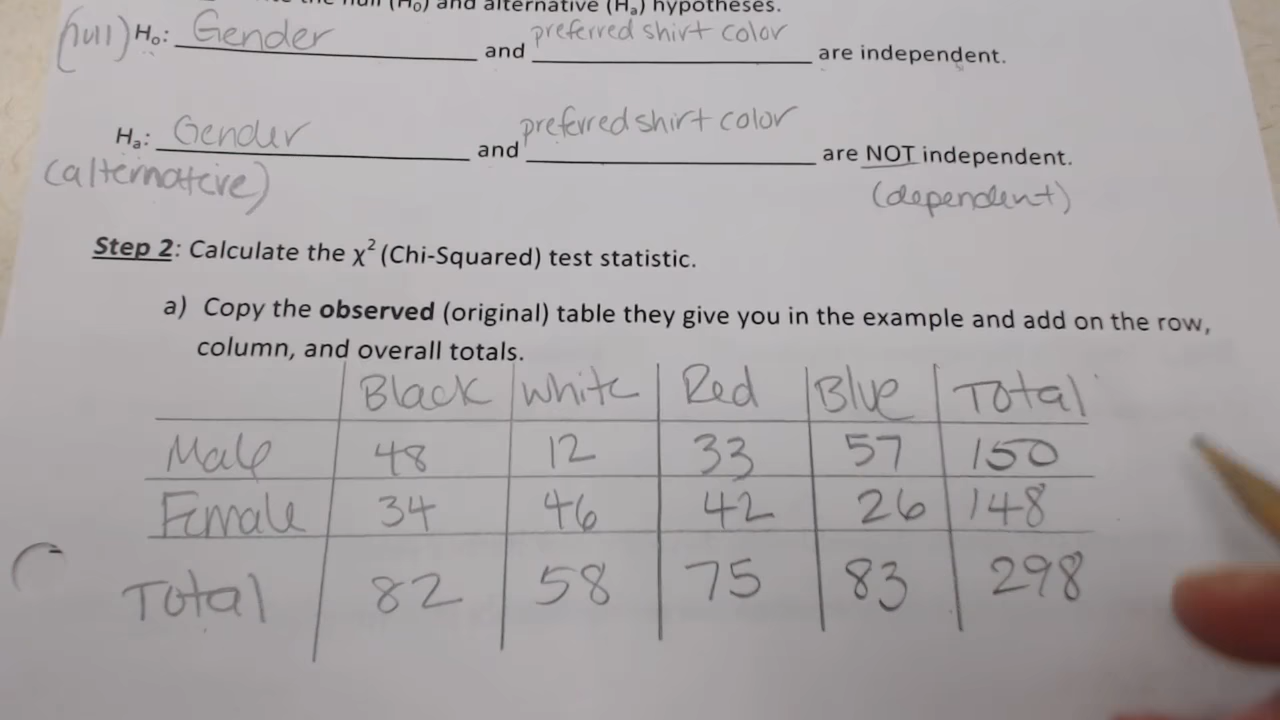 the null (H₀) and alternative (Hₐ) hypotheses.
(null) H₀: Gender and preferred shirt color are independent.
Hₐ: Gender and preferred shirt color are NOT independent.
(alternative) (dependent)
Step 2: Calculate the χ² (Chi-Squared) test statistic.
a) Copy the observed (original) table they give you in the example and add on the row,
column, and overall totals.
Black White Red Blue Total
Male 48 12 33 57 150
Female 34 46 42 26 148
Total 82 58 75 83 298